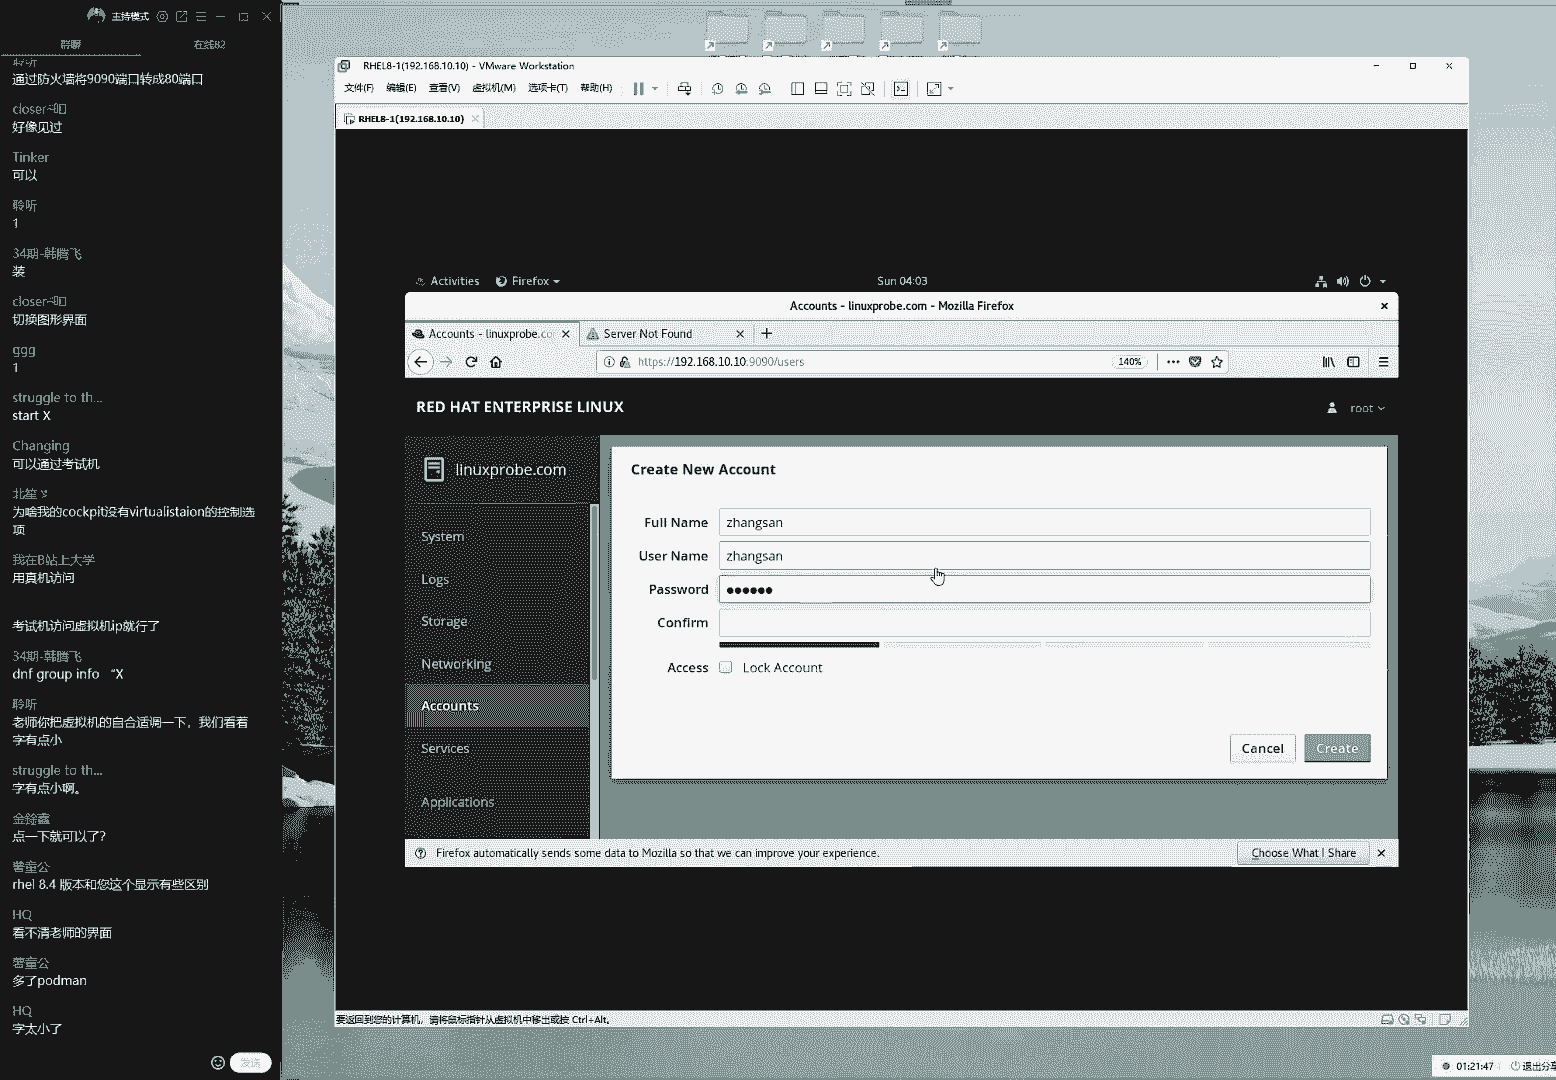 主持模式
聆聊
在线82
聆听
通过防火墙将9090端口转成80端口
好像见过
Tinker
可以
聆听
1
34期-韩腾飞
装
切换图形界面
ggg
1
struggle to th...
start X
Changing
可以通过考试机
为啥我的cockpit没有virtualistaion的控制选
项
我在B站上大学
用真机访问
考试机访问虚拟机ip就行了
34期-韩腾飞
dnf group info “X
聆听
老师你把虚拟机的自合适调一下，我们看着
字有点小
struggle to th...
字有点小啊。
点一下就可以了？
薯童公
rhel 8.4 版本和您这个显示有些区别
HQ
看不清老师的界面
薯童公
多了podman
HQ
字太小了
发送
RHEL8-1(192.168.10.10) - VMware Workstation
文件(F) 编辑(E) 查看(V) 虚拟机(M) 选项卡(T) 帮助(H)
RHEL8-1(192.168.10.10)
Activities Firefox Sun 04:03
Accounts - linuxprobe.com - Mozilla Firefox
Accounts - linuxprobe.co Server Not Found
https://192.168.10.10:9090/users 140%
RED HAT ENTERPRISE LINUX
root
linuxprobe.com
System
Logs
Storage
Networking
Accounts
Services
Applications
Create New Account
Full Name zhangsan
User Name zhangsan
Password
Confirm
Access Lock Account
Cancel Create
Firefox automatically sends some data to Mozilla so that we can improve your experience.
Choose What I Share
要返回到您的计算机，请将鼠标指针从虚拟机中移出或按 Ctrl+Alt。
01:21:47
退出分享